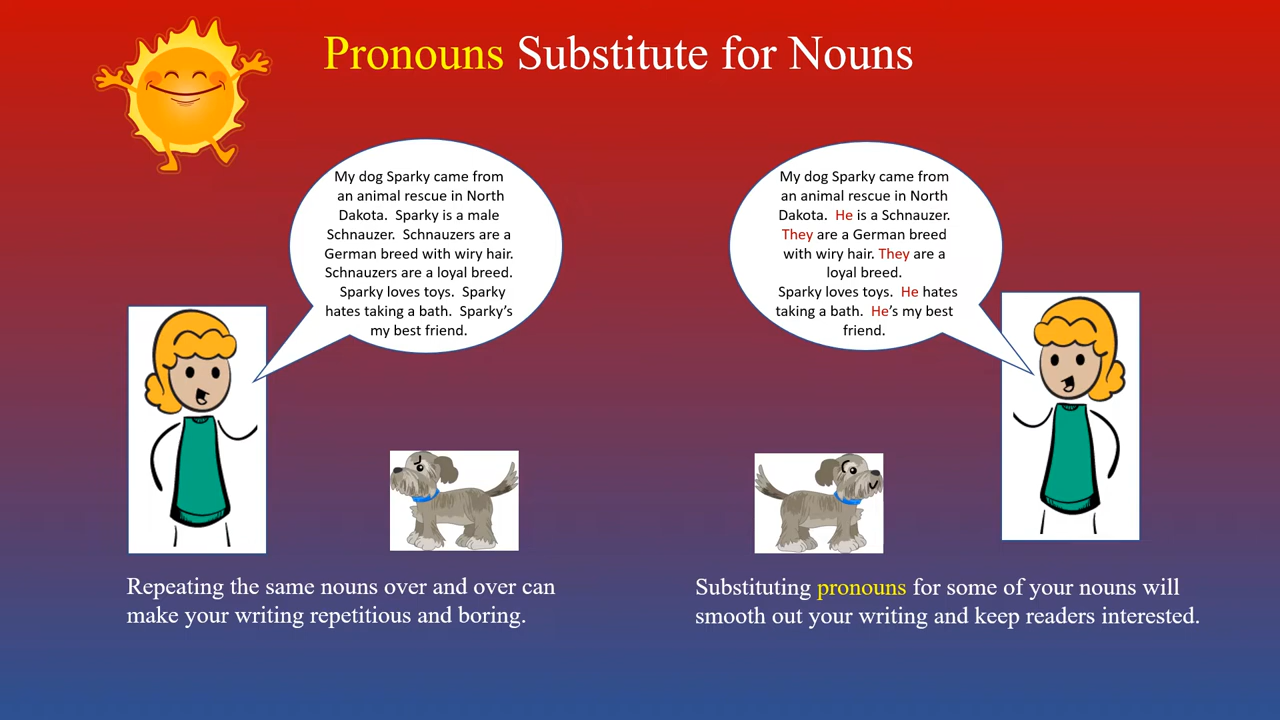 Pronouns Substitute for Nouns
My dog Sparky came from
an animal rescue in North
Dakota.  Sparky is a male
Schnauzer.  Schnauzers are a
German breed with wiry hair.
Schnauzers are a loyal breed.
Sparky loves toys.  Sparky
hates taking a bath.  Sparky’s
my best friend.
My dog Sparky came from
an animal rescue in North
Dakota.  He is a Schnauzer.
They are a German breed
with wiry hair. They are a
loyal breed.
Sparky loves toys.  He hates
taking a bath.  He’s my best
friend.
Repeating the same nouns over and over can
make your writing repetitious and boring.
Substituting pronouns for some of your nouns will
smooth out your writing and keep readers interested.